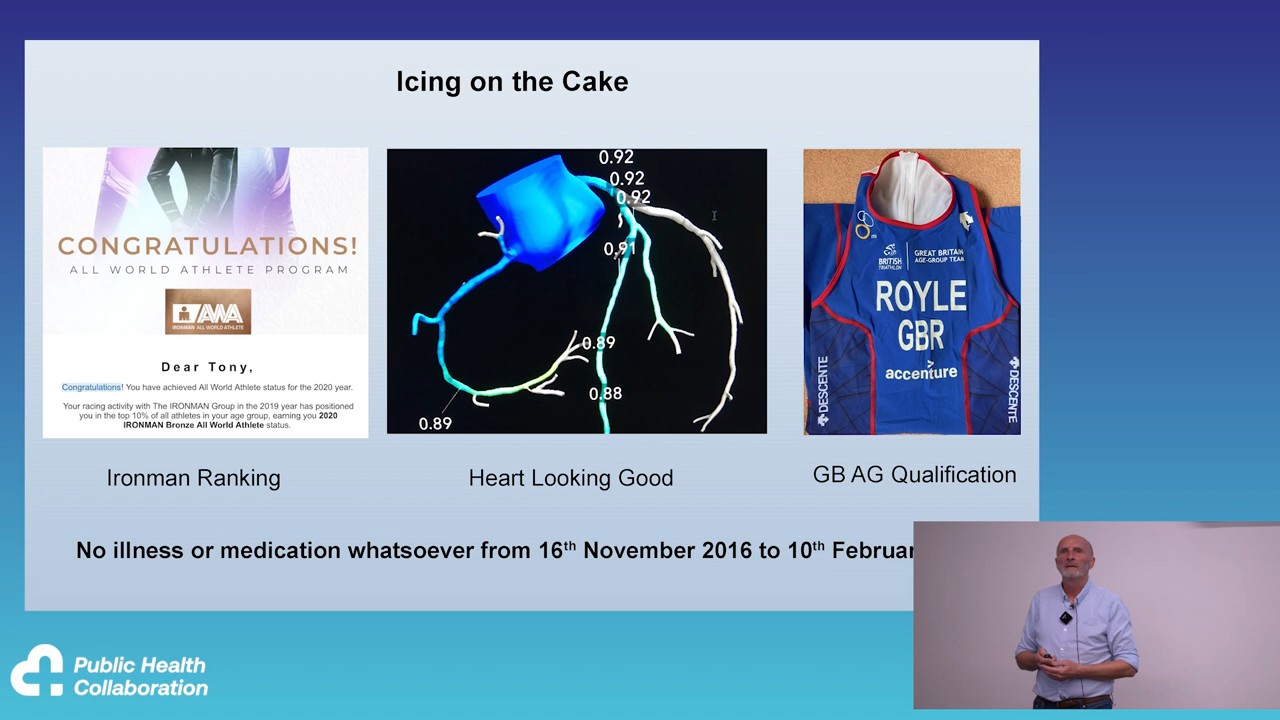 Icing on the Cake
CONGRATULATIONS!
ALL WORLD ATHLETE PROGRAM
AWA
IRONMAN ALL WORLD ATHLETE
Dear Tony,
Congratulations! You have achieved All World Athlete status for the 2020 year.
Your racing activity with The IRONMAN Group in the 2019 year has positioned
you in the top 10% of all athletes in your age group, earning you 2020
IRONMAN Bronze All World Athlete status.
0.92
0.92
0.92
0.91
0.89
0.88
0.89
BRITISH
TRIATHLON
GREAT BRITAIN
AGE-GROUP TEAM
ROYLE
GBR
accenture
DESCENTE
DESCENTE
Ironman Ranking
Heart Looking Good
GB AG Qualification
No illness or medication whatsoever from 16th November 2016 to 10th Februar
Public Health
Collaboration